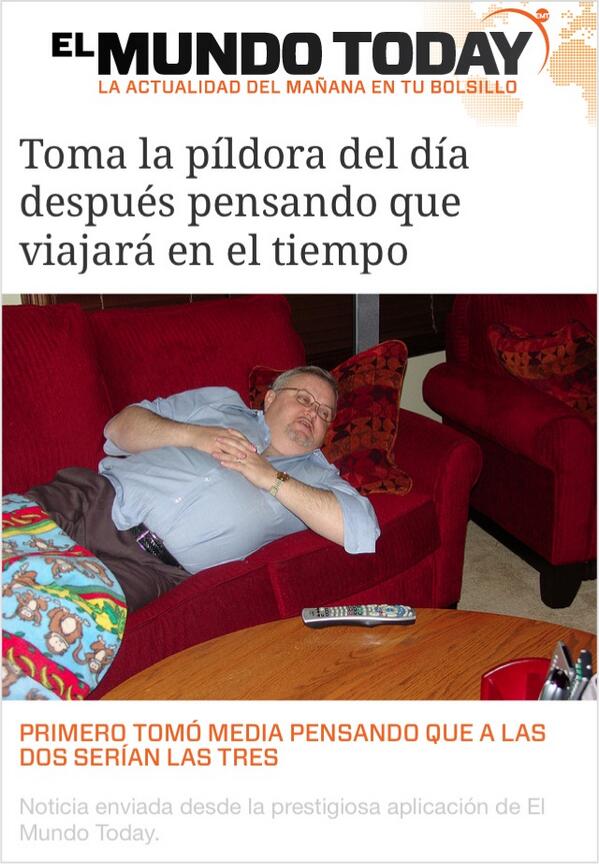 EL MUNDO TODAY
EMT
LA ACTUALIDAD DEL MAÑANA EN TU BOLSILLO
Toma la píldora del día
después pensando que
viajará en el tiempo
PRIMERO TOMÓ MEDIA PENSANDO QUE A LAS
DOS SERÍAN LAS TRES
Noticia enviada desde la prestigiosa aplicación de El
Mundo Today.